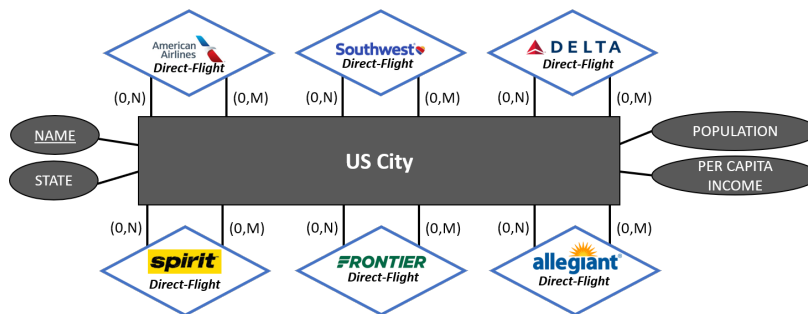 American
Airlines
Direct-Flight
Southwest
Direct-Flight
DELTA
Direct-Flight
(0,N)
(0,M)
(0,N)
(0,M)
(0,N)
(0,M)
NAME
STATE
US City
POPULATION
PER CAPITA
INCOME
(0,N)
(0,M)
(0,N)
(0,M)
(0,N)
(0,M)
spirit
Direct-Flight
FRONTIER
Direct-Flight
allegiant
Direct-Flight